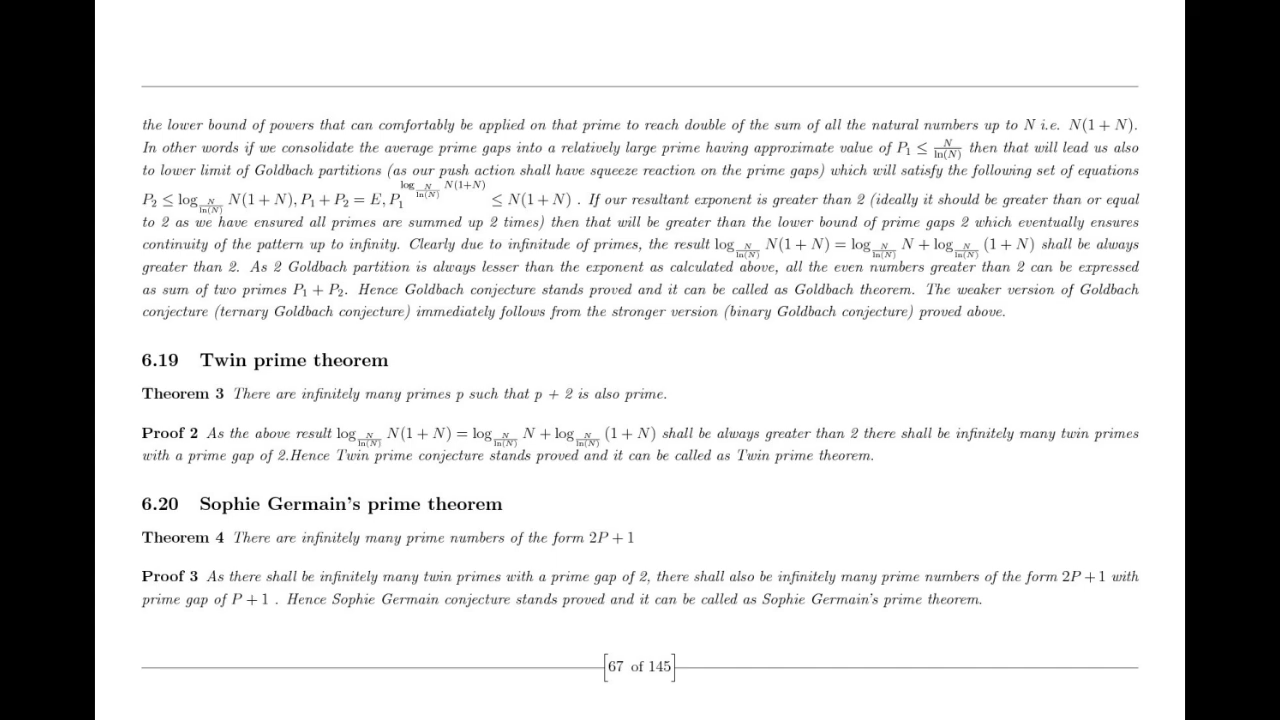 the lower bound of powers that can comfortably be applied on that prime to reach double of the sum of all the natural numbers up to N i.e. N(1 + N).
In other words if we consolidate the average prime gaps into a relatively large prime having approximate value of P₁ ≤ N/ln(N) then that will lead us also
to lower limit of Goldbach partitions (as our push action shall have squeeze reaction on the prime gaps) which will satisfy the following set of equations
P₂ ≤ log_{N/ln(N)} N(1 + N), P₁ + P₂ = E, P₁^{log_{N/ln(N)} N(1+N)} ≤ N(1 + N) . If our resultant exponent is greater than 2 (ideally it should be greater than or equal
to 2 as we have ensured all primes are summed up 2 times) then that will be greater than the lower bound of prime gaps 2 which eventually ensures
continuity of the pattern up to infinity. Clearly due to infinitude of primes, the result log_{N/ln(N)} N(1 + N) = log_{N/ln(N)} N + log_{N/ln(N)} (1 + N) shall be always
greater than 2. As 2 Goldbach partition is always lesser than the exponent as calculated above, all the even numbers greater than 2 can be expressed
as sum of two primes P₁ + P₂. Hence Goldbach conjecture stands proved and it can be called as Goldbach theorem. The weaker version of Goldbach
conjecture (ternary Goldbach conjecture) immediately follows from the stronger version (binary Goldbach conjecture) proved above.
6.19 Twin prime theorem
Theorem 3 There are infinitely many primes p such that p + 2 is also prime.
Proof 2 As the above result log_{N/ln(N)} N(1 + N) = log_{N/ln(N)} N + log_{N/ln(N)} (1 + N) shall be always greater than 2 there shall be infinitely many twin primes
with a prime gap of 2.Hence Twin prime conjecture stands proved and it can be called as Twin prime theorem.
6.20 Sophie Germain's prime theorem
Theorem 4 There are infinitely many prime numbers of the form 2P + 1
Proof 3 As there shall be infinitely many twin primes with a prime gap of 2, there shall also be infinitely many prime numbers of the form 2P + 1 with
prime gap of P + 1 . Hence Sophie Germain conjecture stands proved and it can be called as Sophie Germain's prime theorem.
[67 of 145]